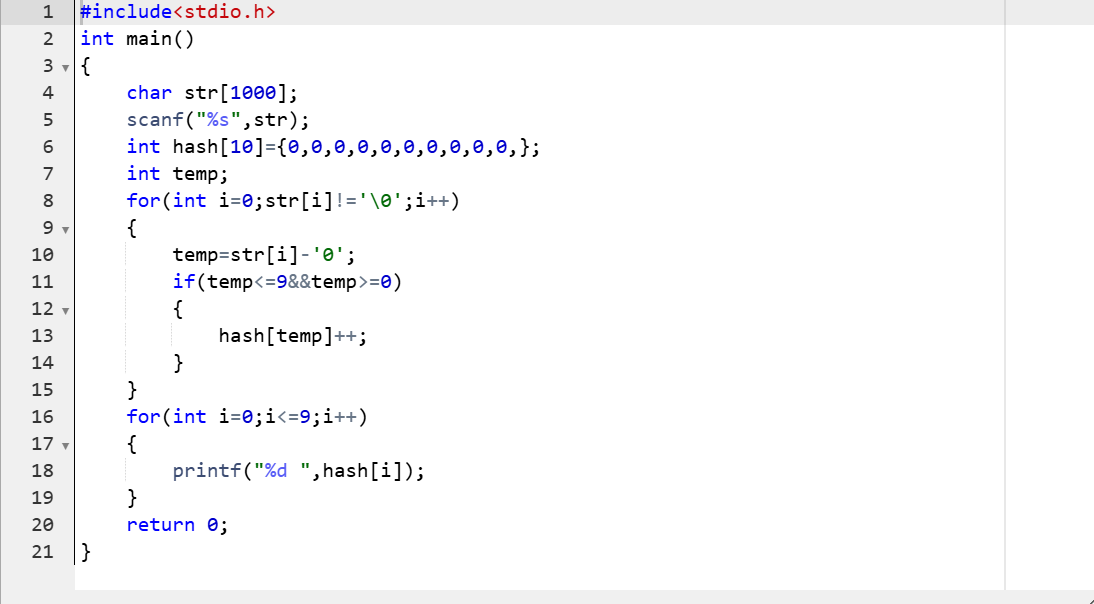 1 #include<stdio.h>
2 int main()
3 {
4     char str[1000];
5     scanf("%s",str);
6     int hash[10]={0,0,0,0,0,0,0,0,0,0,};
7     int temp;
8     for(int i=0;str[i]!='\0';i++)
9     {
10         temp=str[i]-'0';
11         if(temp<=9&&temp>=0)
12         {
13             hash[temp]++;
14         }
15     }
16     for(int i=0;i<=9;i++)
17     {
18         printf("%d ",hash[i]);
19     }
20     return 0;
21 }